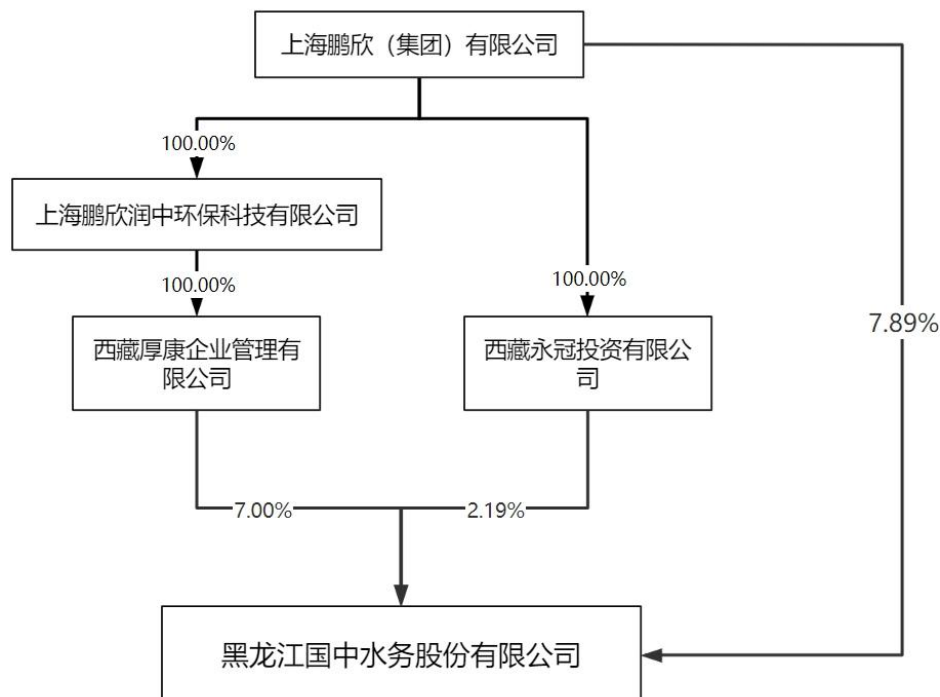 上海鹏欣（集团）有限公司
100.00%
上海鹏欣润中环保科技有限公司
100.00%
100.00%
7.89%
西藏厚康企业管理有
限公司
西藏永冠投资有限公
司
7.00%
2.19%
黑龙江国中水务股份有限公司